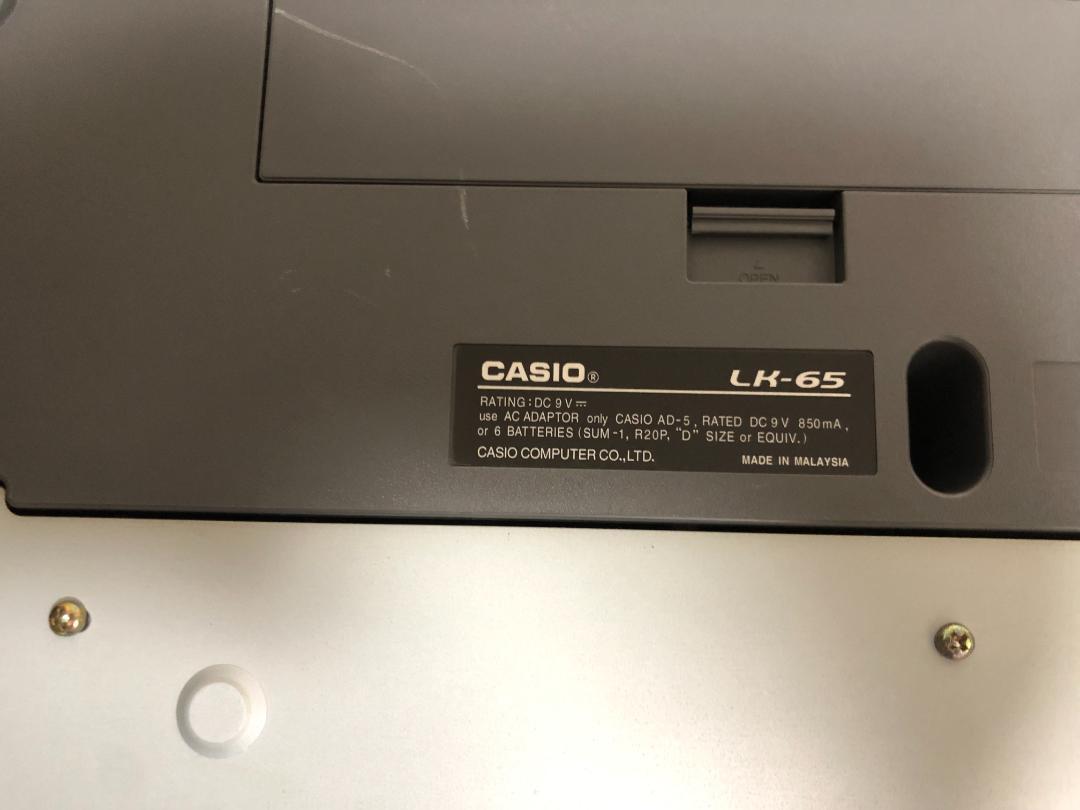 OPEN
CASIO® LK-65
RATING: DC 9 V ⎓
use AC ADAPTOR only CASIO AD-5, RATED DC 9 V 850mA,
or 6 BATTERIES (SUM-1, R20P, "D" SIZE or EQUIV.)
CASIO COMPUTER CO.,LTD. MADE IN MALAYSIA